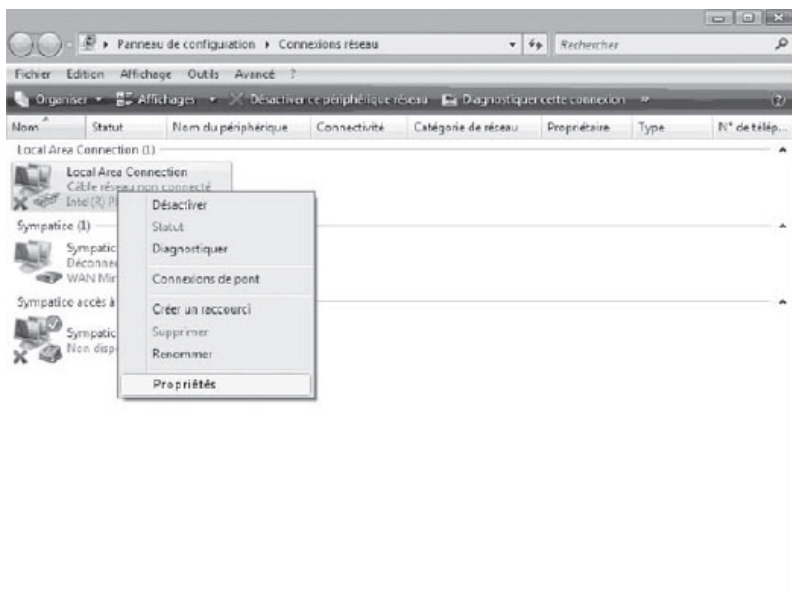 Panneau de configuration Connexions réseau Rechercher
Fichier Edition Affichage Outils Avancé ?
Organiser Affichages Désactiver ce périphérique réseau Diagnostiquer cette connexion »
Nom Statut Nom du périphérique Connectivité Catégorie de réseau Propriétaire Type N° de télép...
Local Area Connection (1)
Local Area Connection
Câble réseau non connecté
Intel (R) P
Désactiver
Statut
Diagnostiquer
Connexions de pont
Créer un raccourci
Supprimer
Renommer
Propriétés
Sympatico (1)
Sympatic
Déconne
WAN Min
Sympatico accès à
Sympatic
Non disp